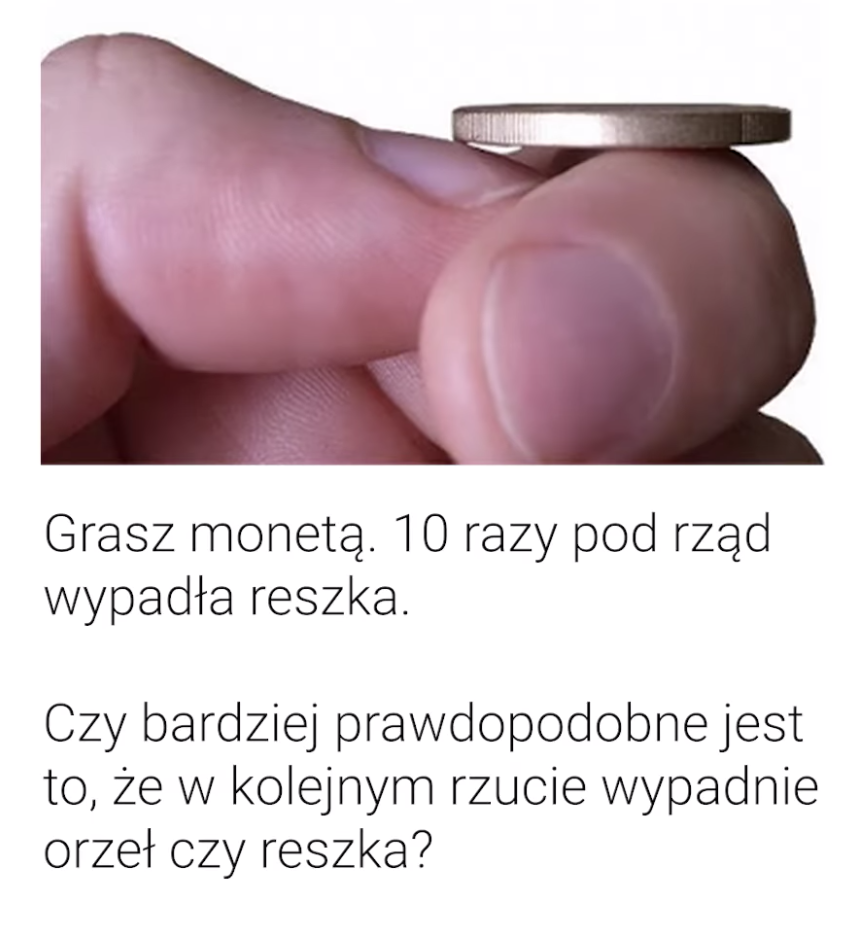 Grasz monetą. 10 razy pod rząd
wypadła reszka.
Czy bardziej prawdopodobne jest
to, że w kolejnym rzucie wypadnie
orzeł czy reszka?